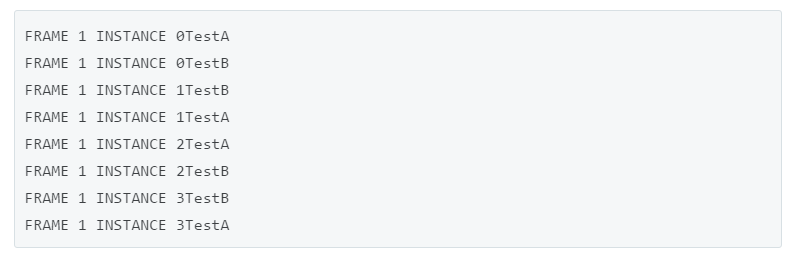 FRAME 1 INSTANCE 0TestA
FRAME 1 INSTANCE 0TestB
FRAME 1 INSTANCE 1TestB
FRAME 1 INSTANCE 1TestA
FRAME 1 INSTANCE 2TestA
FRAME 1 INSTANCE 2TestB
FRAME 1 INSTANCE 3TestB
FRAME 1 INSTANCE 3TestA